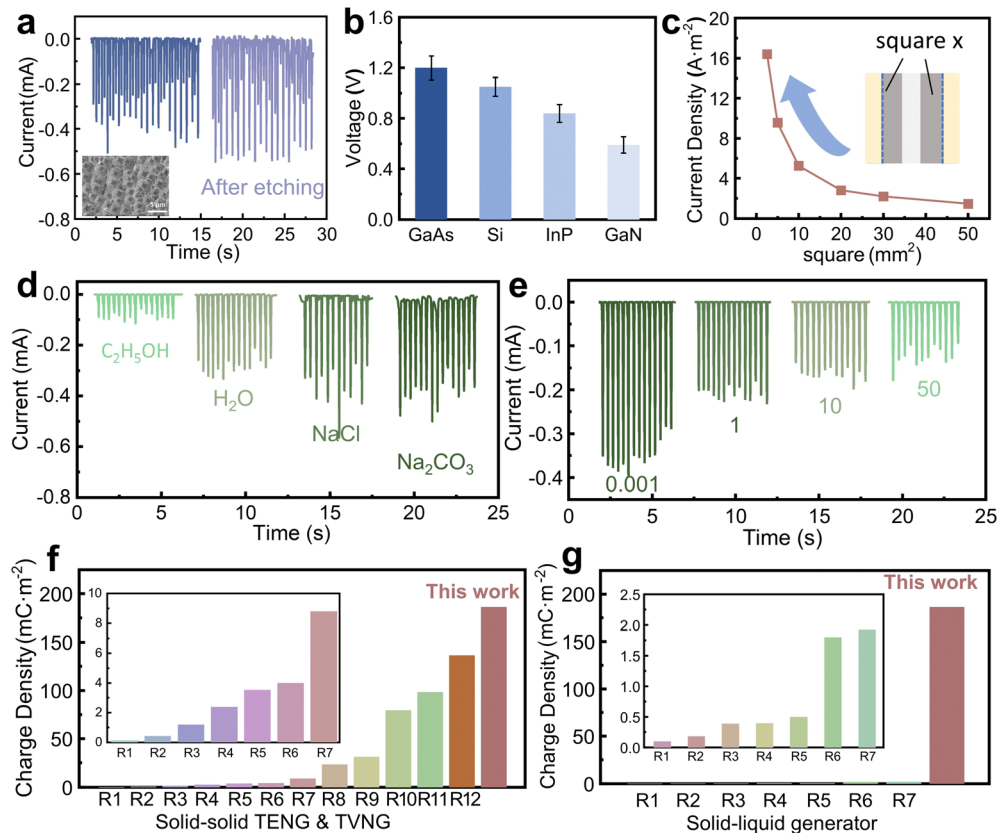 a
0.0
-0.2
-0.4
-0.6
-0.8
Current (mA)
5 μm
After etching
0
5
10
15
20
25
30
Time (s)
b
1.8
1.2
0.6
0.0
Voltage (V)
GaAs
Si
InP
GaN
c
20
16
12
8
4
0
Current Density (A·m⁻²)
square x
0
10
20
30
40
50
square (mm²)
d
0.0
-0.2
-0.4
-0.6
-0.8
Current (mA)
C₂H₅OH
H₂O
NaCl
Na₂CO₃
0
5
10
15
20
25
Time (s)
e
0.0
-0.1
-0.2
-0.3
-0.4
Current (mA)
0.001
1
10
50
0
5
10
15
20
25
Time (s)
f
This work
200
150
100
50
0
Charge Density (mC·m⁻²)
10
8
6
4
2
0
R1 R2 R3 R4 R5 R6 R7
R1 R2 R3 R4 R5 R6 R7 R8 R9 R10 R11 R12
Solid-solid TENG & TVNG
g
This work
200
150
100
50
0
Charge Density (mC·m⁻²)
2.5
2.0
1.5
1.0
0.5
0.0
R1 R2 R3 R4 R5 R6 R7
R1 R2 R3 R4 R5 R6 R7
Solid-liquid generator